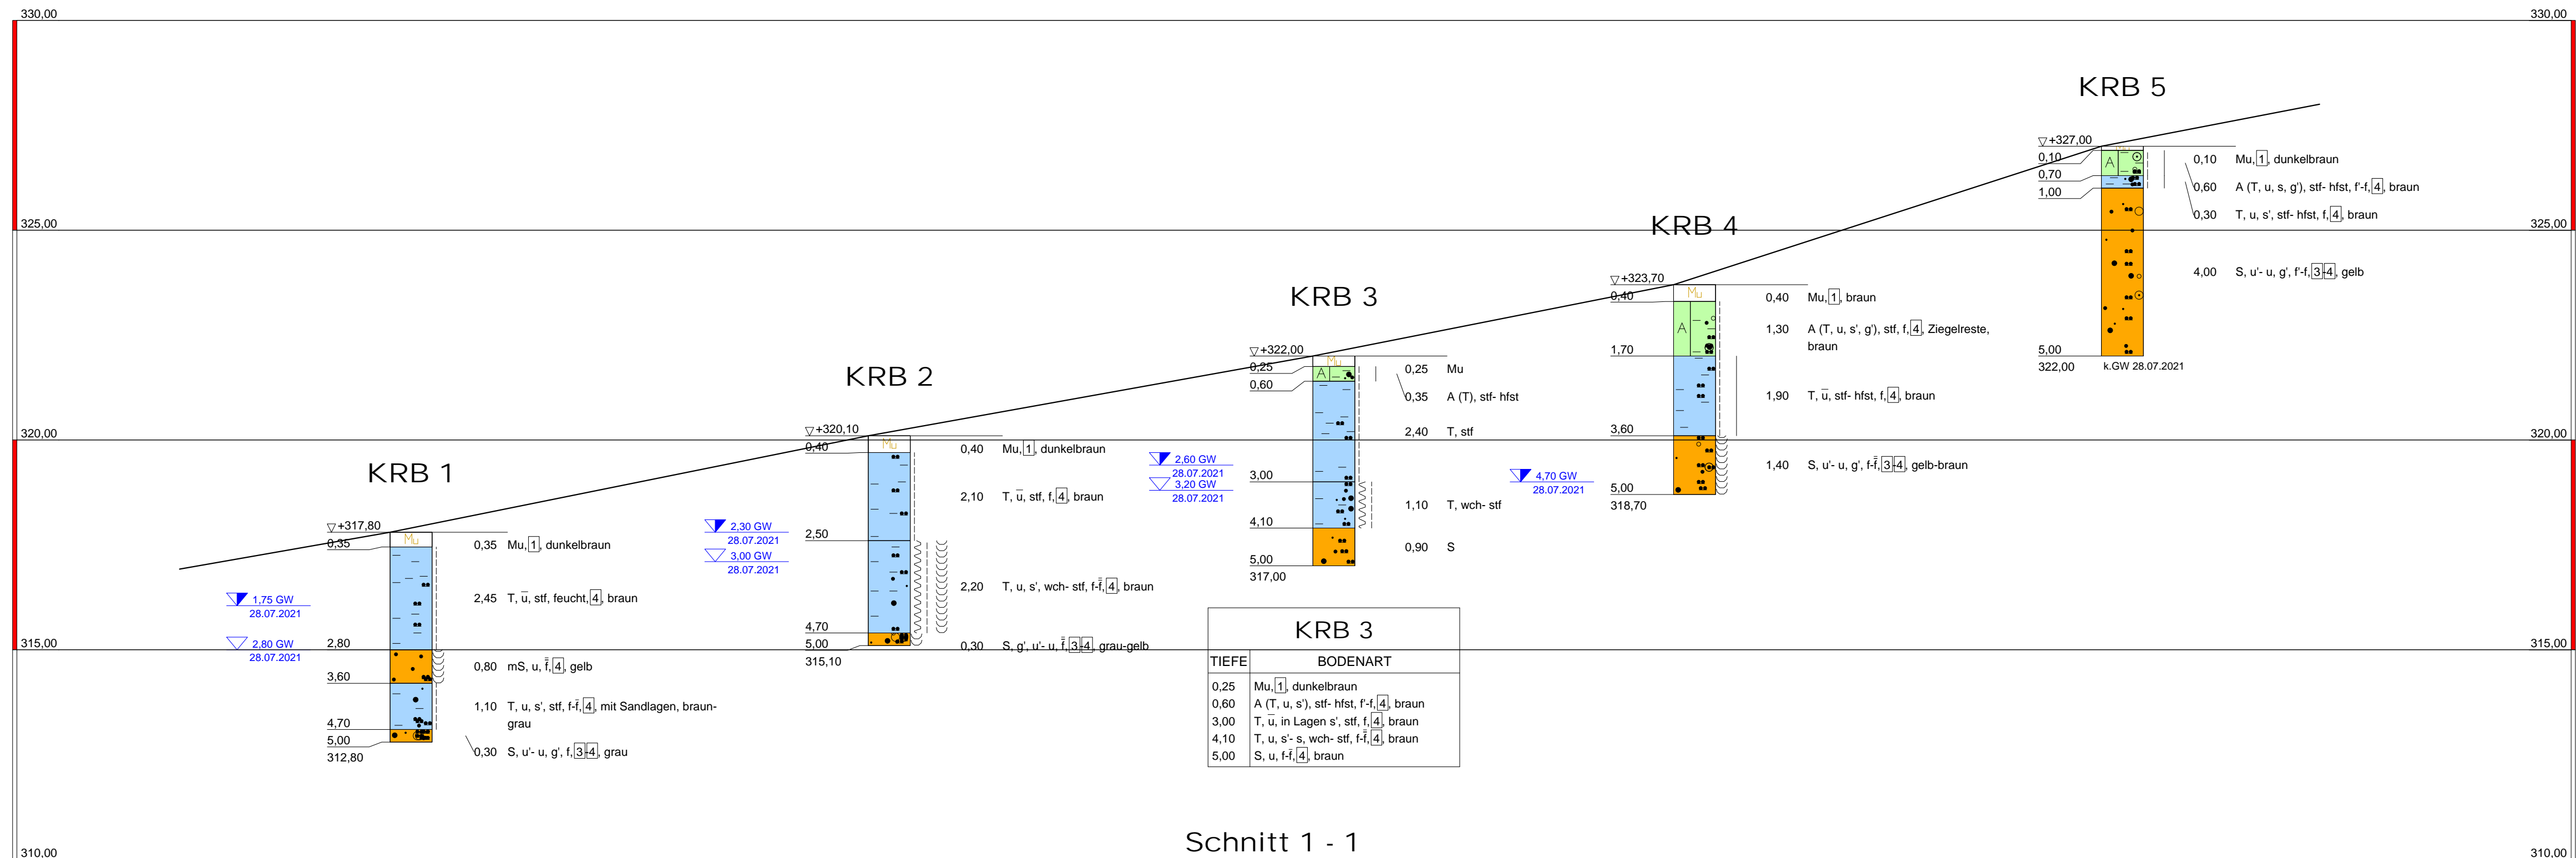 330,00
330,00
KRB 5
+327,00
0,10
0,70
1,00
5,00
322,00
k.GW 28.07.2021
Mu
A
0,10 Mu, 1, dunkelbraun
0,60 A (T, u, s, g'), stf- hfst, f'-f, 4, braun
0,30 T, u, s', stf- hfst, f, 4, braun
4,00 S, u'- u, g', f'-f, 3-4, gelb
325,00
325,00
KRB 4
+323,70
0,40
1,70
3,60
5,00
318,70
Mu
A
4,70 GW
28.07.2021
0,40 Mu, 1, braun
1,30 A (T, u, s', g'), stf, f, 4, Ziegelreste,
braun
1,90 T, u̅, stf- hfst, f, 4, braun
1,40 S, u'- u, g', f-f̿, 3-4, gelb-braun
KRB 3
+322,00
0,25
0,60
3,00
4,10
5,00
317,00
Mu
A
2,60 GW
28.07.2021
3,20 GW
28.07.2021
0,25 Mu
0,35 A (T), stf- hfst
2,40 T, stf
1,10 T, wch- stf
0,90 S
320,00
320,00
KRB 2
+320,10
0,40
2,50
4,70
5,00
315,10
Mu
2,30 GW
28.07.2021
3,00 GW
28.07.2021
0,40 Mu, 1, dunkelbraun
2,10 T, u̅, stf, f, 4, braun
2,20 T, u, s', wch- stf, f-f̿, 4, braun
0,30 S, g', u'- u, f̿, 3-4, grau-gelb
KRB 1
+317,80
0,35
2,80
3,60
4,70
5,00
312,80
Mu
1,75 GW
28.07.2021
2,80 GW
28.07.2021
0,35 Mu, 1, dunkelbraun
2,45 T, u̅, stf, feucht, 4, braun
0,80 mS, u, f̿, 4, gelb
1,10 T, u, s', stf, f-f̅, 4, mit Sandlagen, braun-
grau
0,30 S, u'- u, g', f, 3-4, grau
315,00
315,00
KRB 3
TIEFE BODENART
0,25 Mu, 1, dunkelbraun
0,60 A (T, u, s'), stf- hfst, f'-f, 4, braun
3,00 T, u̅, in Lagen s', stf, f, 4, braun
4,10 T, u, s'- s, wch- stf, f-f̿, 4, braun
5,00 S, u, f-f̅, 4, braun
Schnitt 1 - 1
310,00
310,00